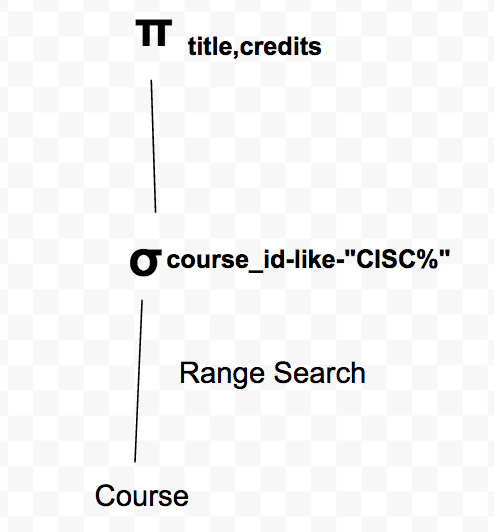 π title,credits
σ course_id-like-"CISC%"
Range Search
Course